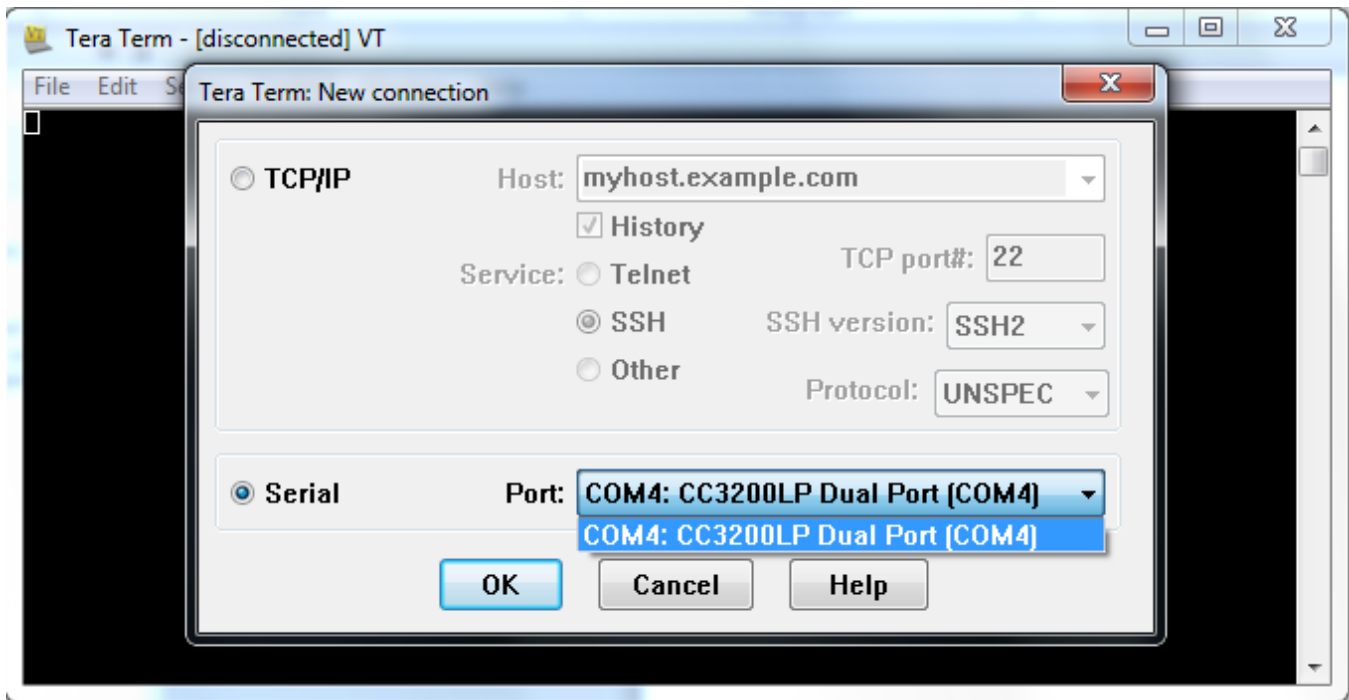 Tera Term - [disconnected] VT
File Edit Se
Tera Term: New connection
TCP/IP Host: myhost.example.com
History
Service: Telnet TCP port#: 22
SSH SSH version: SSH2
Other Protocol: UNSPEC
Serial Port: COM4: CC3200LP Dual Port (COM4)
COM4: CC3200LP Dual Port (COM4)
OK Cancel Help